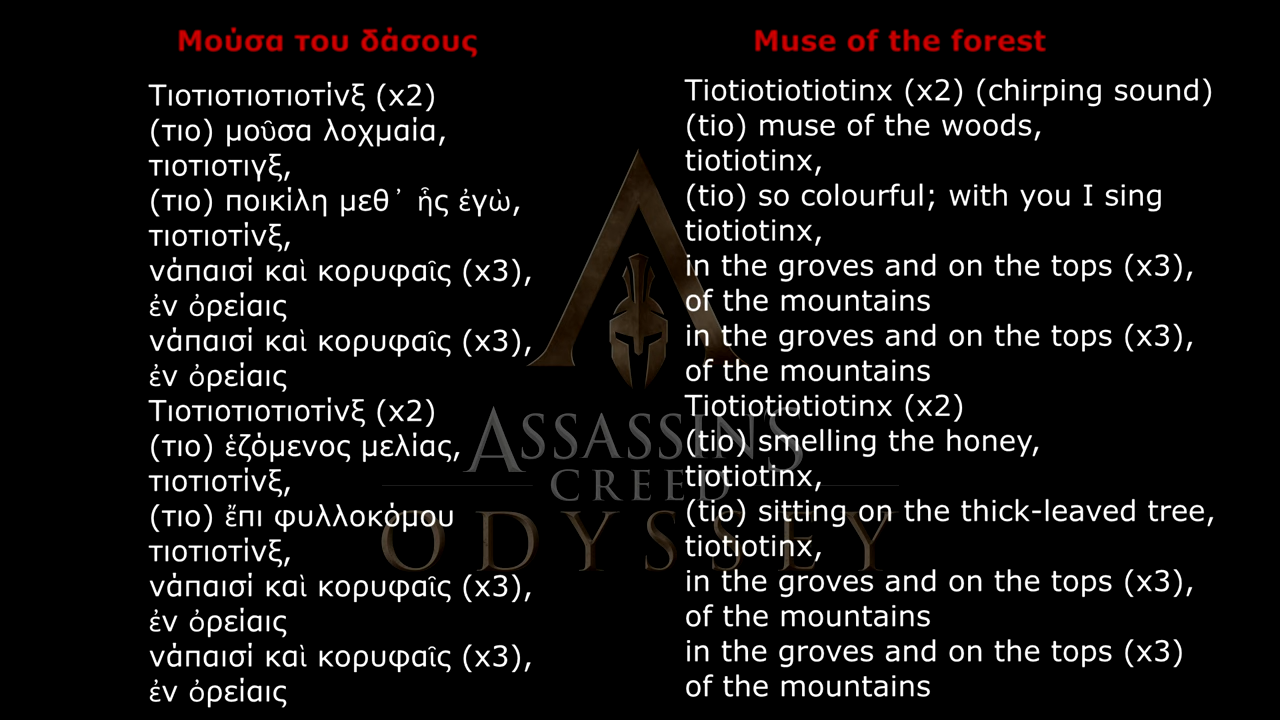 Μούσα του δάσους
Τιοτιοτιοτιοτίνξ (x2)
(τιο) μοῦσα λοχμαία,
τιοτιοτιγξ,
(τιο) ποικίλη μεθ᾽ ἧς ἐγὼ,
τιοτιοτίνξ,
νάπαισί καὶ κορυφαῖς (x3),
ἐν ὀρείαις
νάπαισί καὶ κορυφαῖς (x3),
ἐν ὀρείαις
Τιοτιοτιοτιοτίνξ (x2)
(τιο) ἑζόμενος μελίας,
τιοτιοτίνξ,
(τιο) ἔπι φυλλοκόμου
τιοτιοτίνξ,
νάπαισί καὶ κορυφαῖς (x3),
ἐν ὀρείαις
νάπαισί καὶ κορυφαῖς (x3),
ἐν ὀρείαις
Muse of the forest
Tiotiotiotiotinx (x2) (chirping sound)
(tio) muse of the woods,
tiotiotinx,
(tio) so colourful; with you I sing
tiotiotinx,
in the groves and on the tops (x3),
of the mountains
in the groves and on the tops (x3),
of the mountains
Tiotiotiotiotinx (x2)
(tio) smelling the honey,
tiotiotinx,
(tio) sitting on the thick-leaved tree,
tiotiotinx,
in the groves and on the tops (x3),
of the mountains
in the groves and on the tops (x3)
of the mountains
ASSASSINS
CREED
ODYSSEY